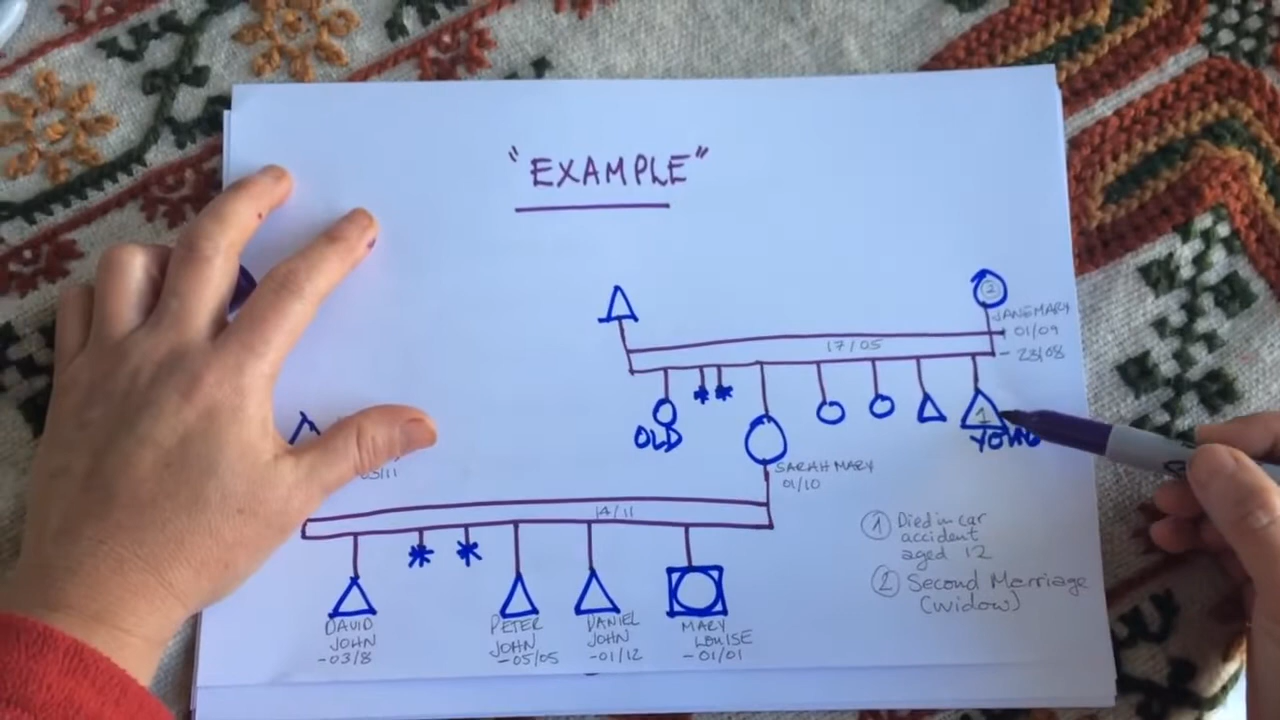 "EXAMPLE"
2
JANE MARY
01/09
- 23/08
17/05
OLD
1
SARAH MARY
01/10
14/11
① Died in car
accident
aged 12
② Second Marriage
(widow)
DAVID
JOHN
-03/8
PETER
JOHN
-05/05
DANIEL
JOHN
-01/12
MARY
LOUISE
-01/01